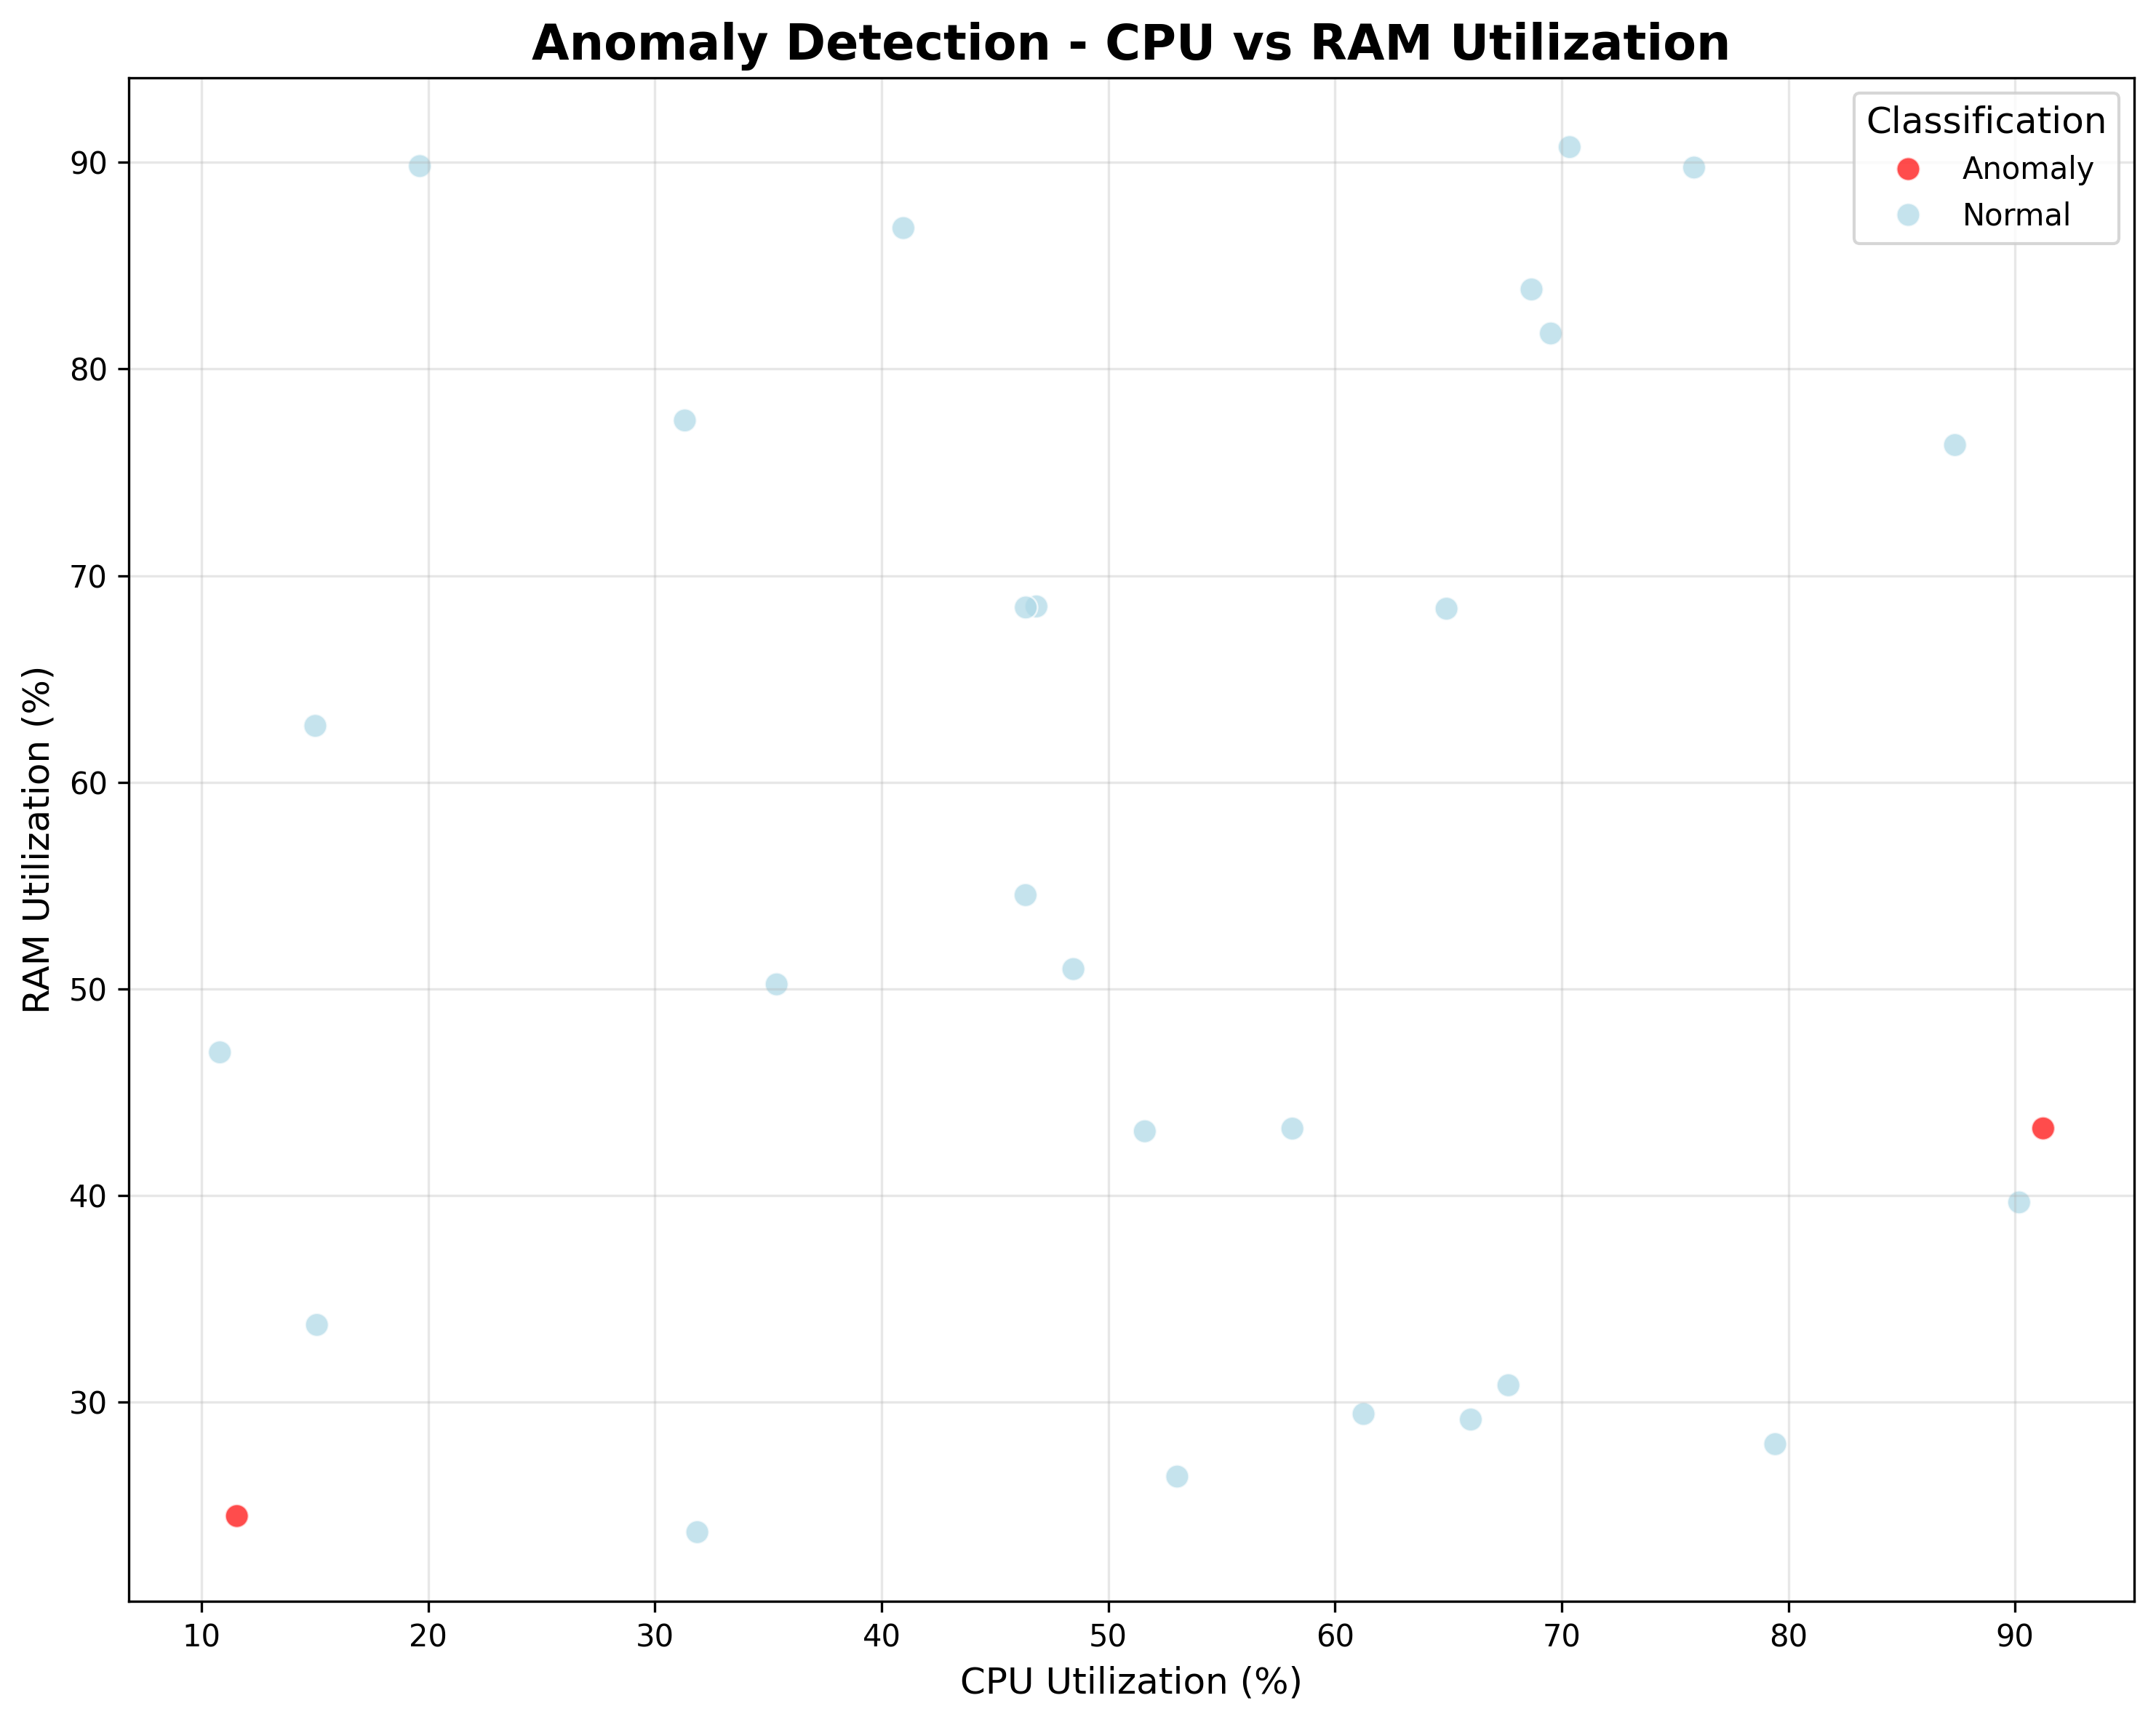 Anomaly Detection - CPU vs RAM Utilization
Classification
Anomaly
Normal
RAM Utilization (%)
90
80
70
60
50
40
30
10 20 30 40 50 60 70 80 90
CPU Utilization (%)